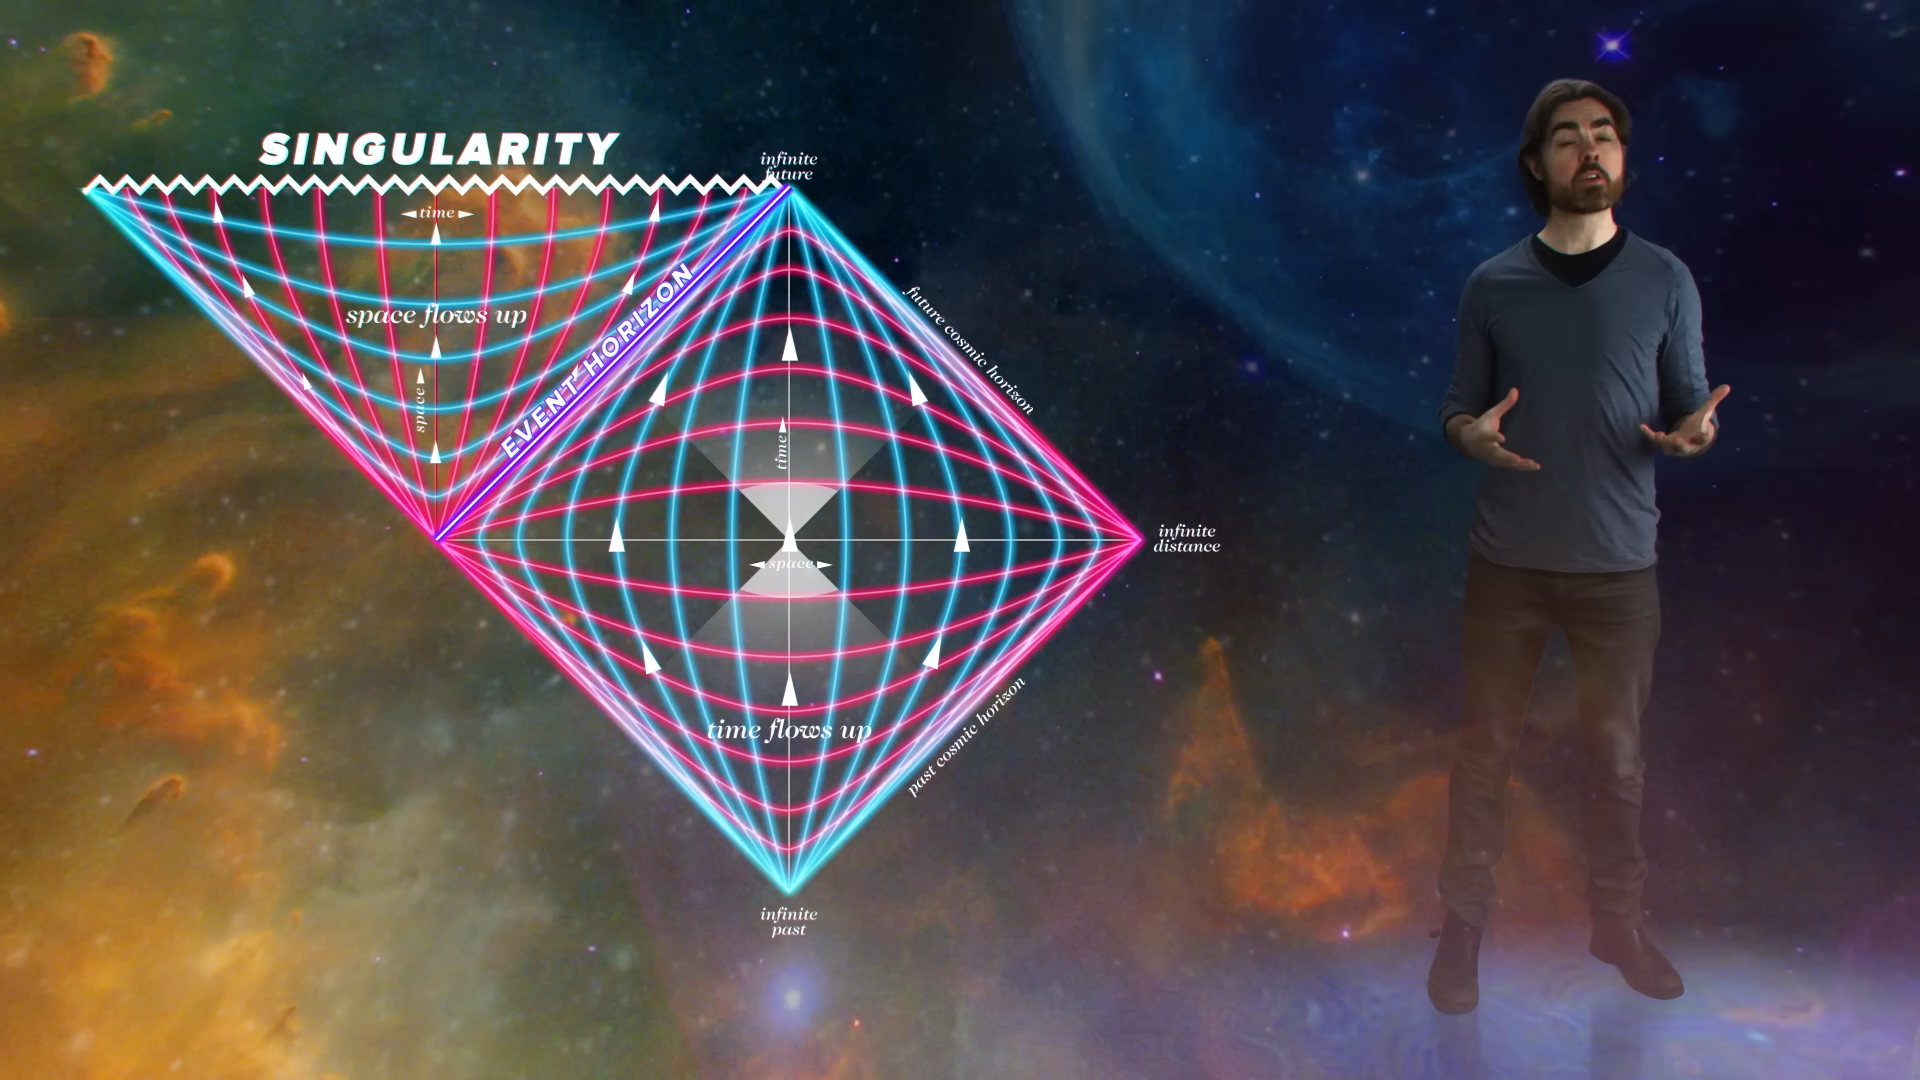 SINGULARITY
infinite
future
time
space flows up
space
EVENT HORIZON
future cosmic horizon
time
space
infinite
distance
time flows up
past cosmic horizon
infinite
past